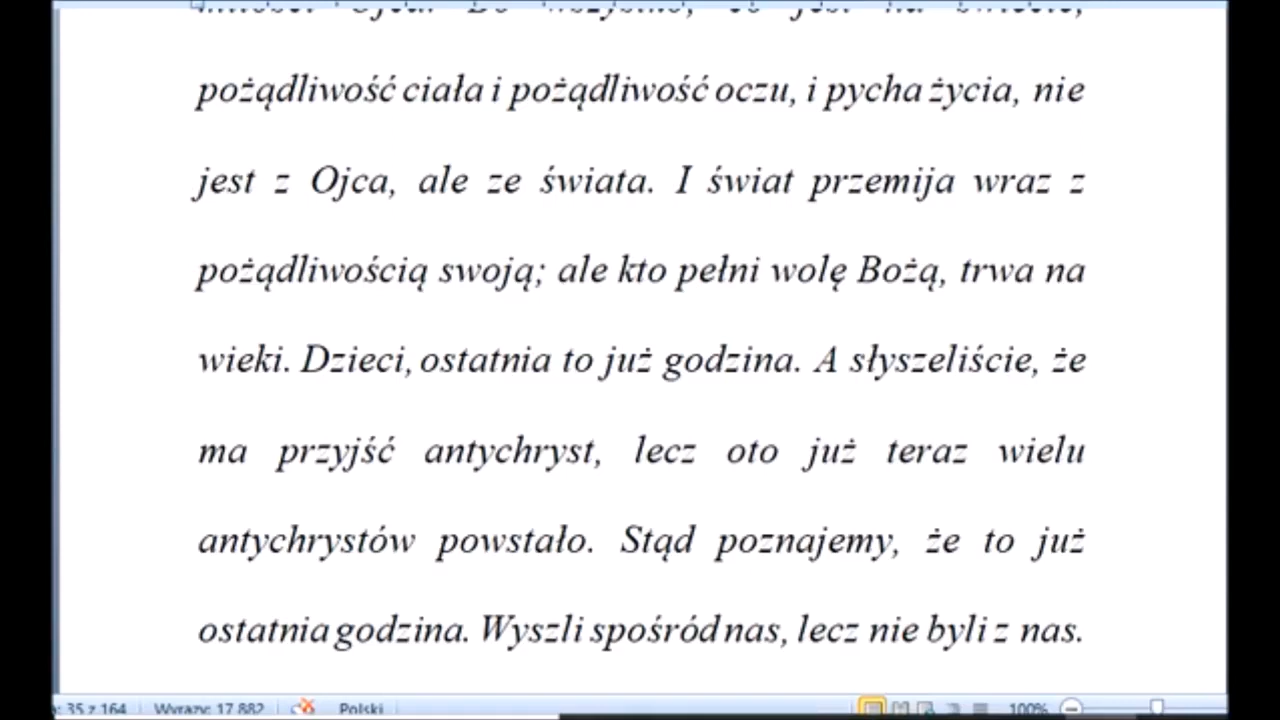 pożądliwość ciała i pożądliwość oczu, i pycha życia, nie
jest z Ojca, ale ze świata. I świat przemija wraz z
pożądliwością swoją; ale kto pełni wolę Bożą, trwa na
wieki. Dzieci, ostatnia to już godzina. A słyszeliście, że
ma przyjść antychryst, lecz oto już teraz wielu
antychrystów powstało. Stąd poznajemy, że to już
ostatnia godzina. Wyszli spośród nas, lecz nie byli z nas.
: 35 z 164 Wyrazy: 17 882 Polski 100%